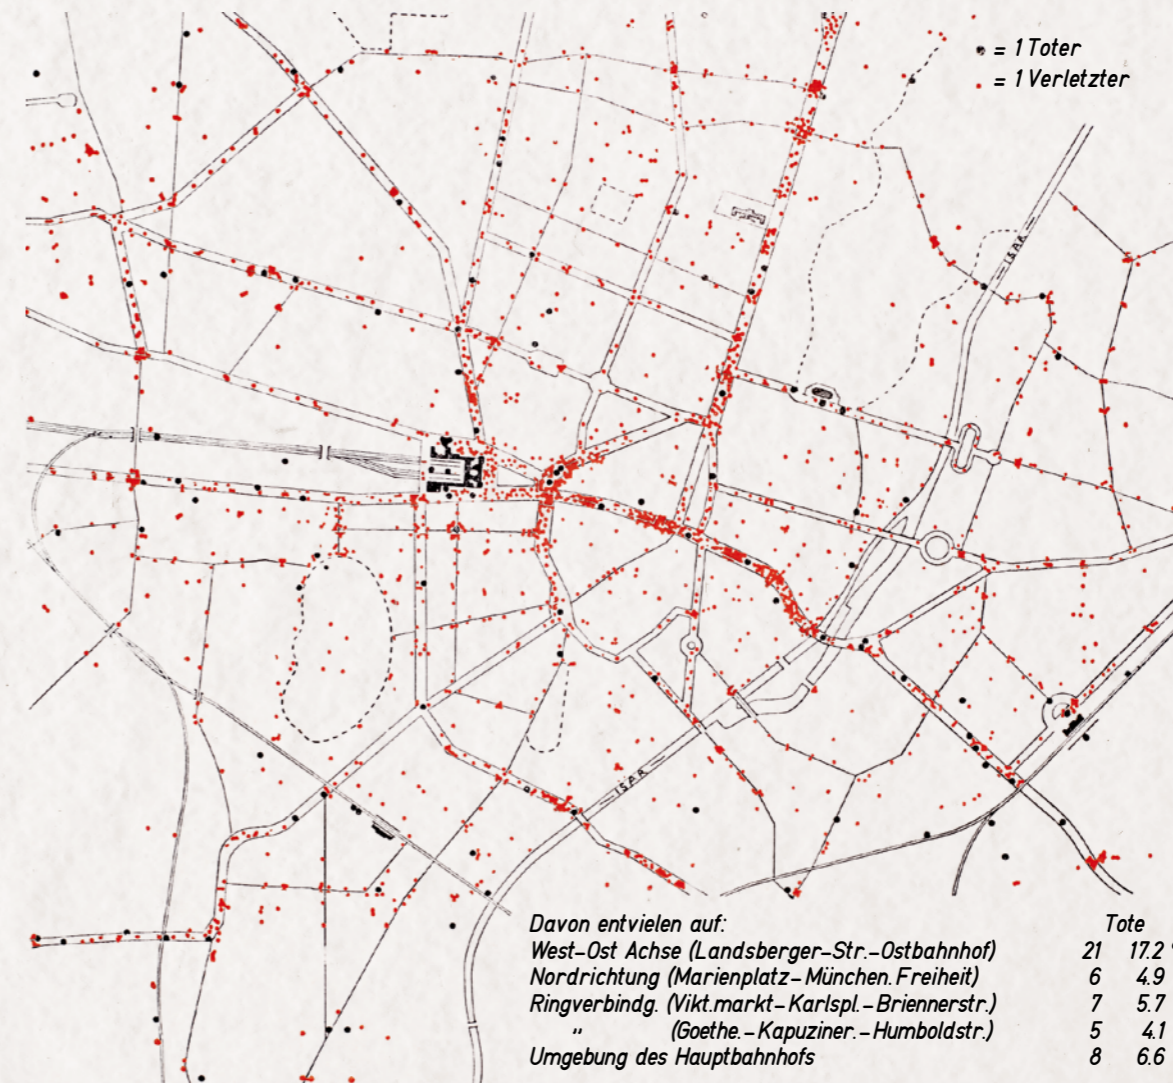 = 1 Toter
= 1 Verletzter
ISAR
ISAR
Davon entvielen auf: Tote
West-Ost Achse (Landsberger-Str.-Ostbahnhof) 21 17.2
Nordrichtung (Marienplatz-München. Freiheit) 6 4.9
Ringverbindg. (Vikt.markt-Karlspl.-Briennerstr.) 7 5.7
" (Goethe.-Kapuziner.-Humboldstr.) 5 4.1
Umgebung des Hauptbahnhofs 8 6.6